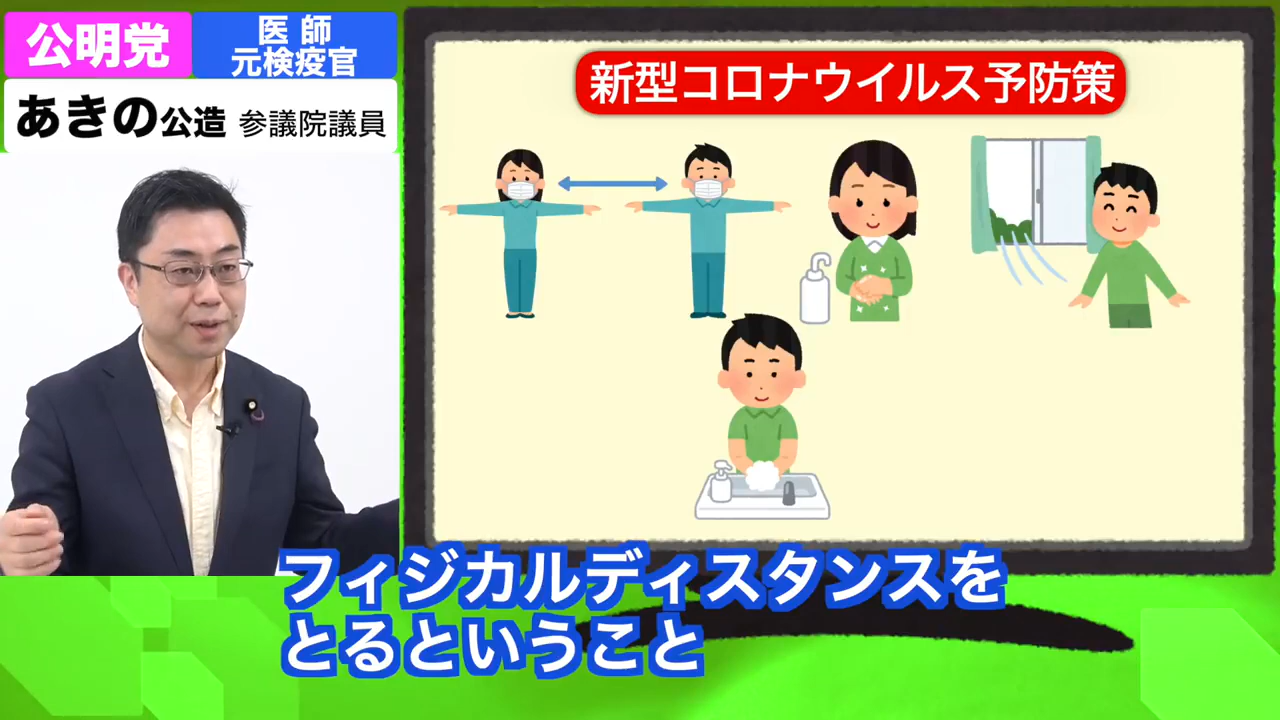 公明党
医師
元検疫官
あきの公造 参議院議員
新型コロナウイルス予防策
フィジカルディスタンスを
とるということ